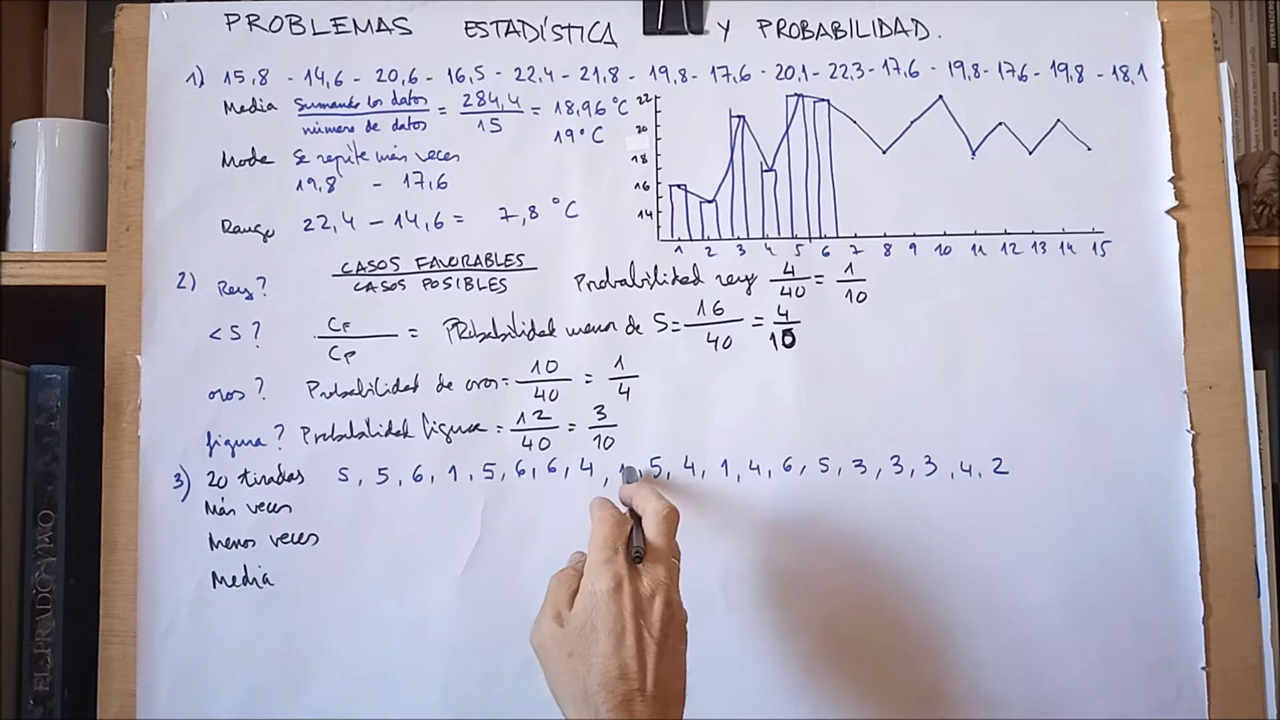 PROBLEMAS ESTADÍSTICA Y PROBABILIDAD.
1) 15,8 - 14,6 - 20,6 - 16,5 - 22,4 - 21,8 - 19,8 - 17,6 - 20,1 - 22,3 - 17,6 - 19,8 - 17,6 - 19,8 - 18,1
Media Sumando los datos / número de datos = 284,4 / 15 = 18,96 °C
19°C
Moda Se repite más veces
19,8 - 17,6
Rango 22,4 - 14,6 = 7,8 °C
22
20
18
16
14
1 2 3 4 5 6 7 8 9 10 11 12 13 14 15
2) Rey? CASOS FAVORABLES / CASOS POSIBLES Probabilidad rey 4/40 = 1/10
< 5? CF / CP = PRobabilidad menor de 5 = 16/40 = 4/10
oros? Probabilidad de oros = 10/40 = 1/4
figura? Probabilidad figura = 12/40 = 3/10
3) 20 tiradas 5, 5, 6, 1, 5, 6, 6, 4, 1, 5, 4, 1, 4, 6, 5, 3, 3, 3, 4, 2
Más veces
Menos veces
Media
EL PRADO VIVO